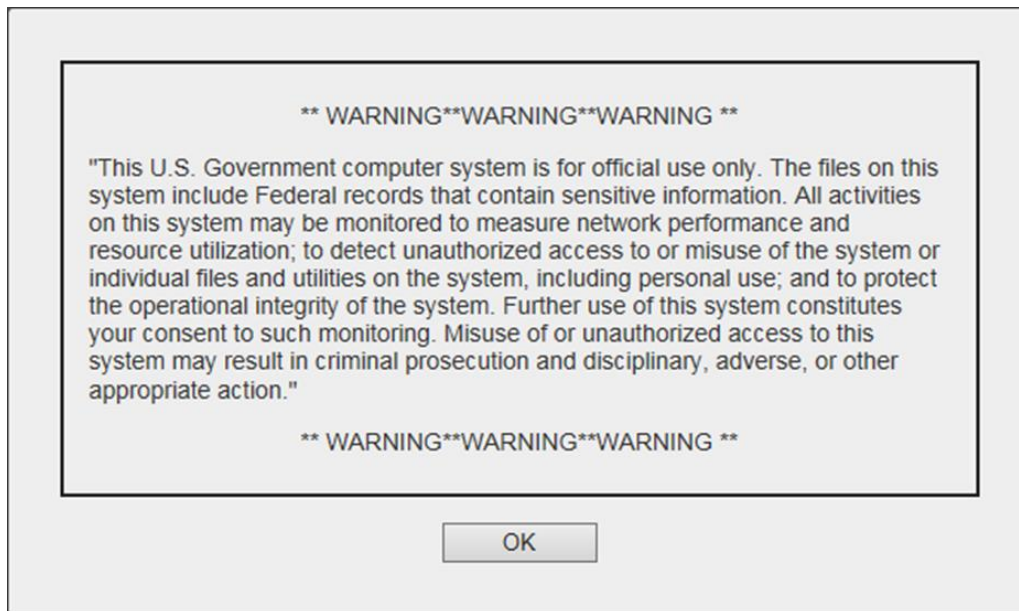 ** WARNING**WARNING**WARNING **
"This U.S. Government computer system is for official use only. The files on this
system include Federal records that contain sensitive information. All activities
on this system may be monitored to measure network performance and
resource utilization; to detect unauthorized access to or misuse of the system or
individual files and utilities on the system, including personal use; and to protect
the operational integrity of the system. Further use of this system constitutes
your consent to such monitoring. Misuse of or unauthorized access to this
system may result in criminal prosecution and disciplinary, adverse, or other
appropriate action."
** WARNING**WARNING**WARNING **
OK